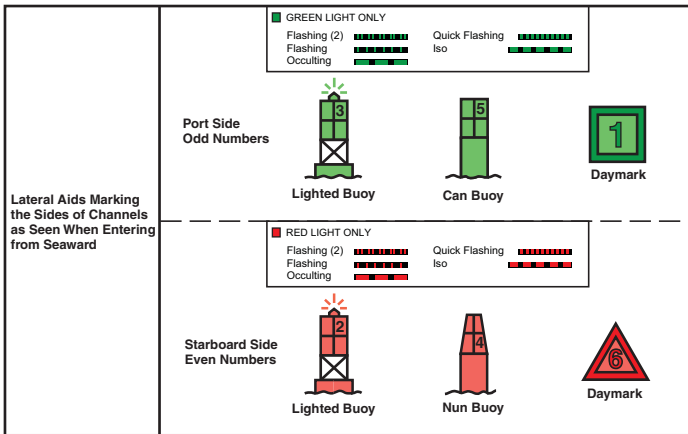 GREEN LIGHT ONLY
Flashing (2)
Quick Flashing
Flashing
Iso
Occulting
3
5
1
Port Side
Odd Numbers
Lighted Buoy
Can Buoy
Daymark
Lateral Aids Marking
the Sides of Channels
as Seen When Entering
from Seaward
RED LIGHT ONLY
Flashing (2)
Quick Flashing
Flashing
Iso
Occulting
2
4
6
Starboard Side
Even Numbers
Lighted Buoy
Nun Buoy
Daymark